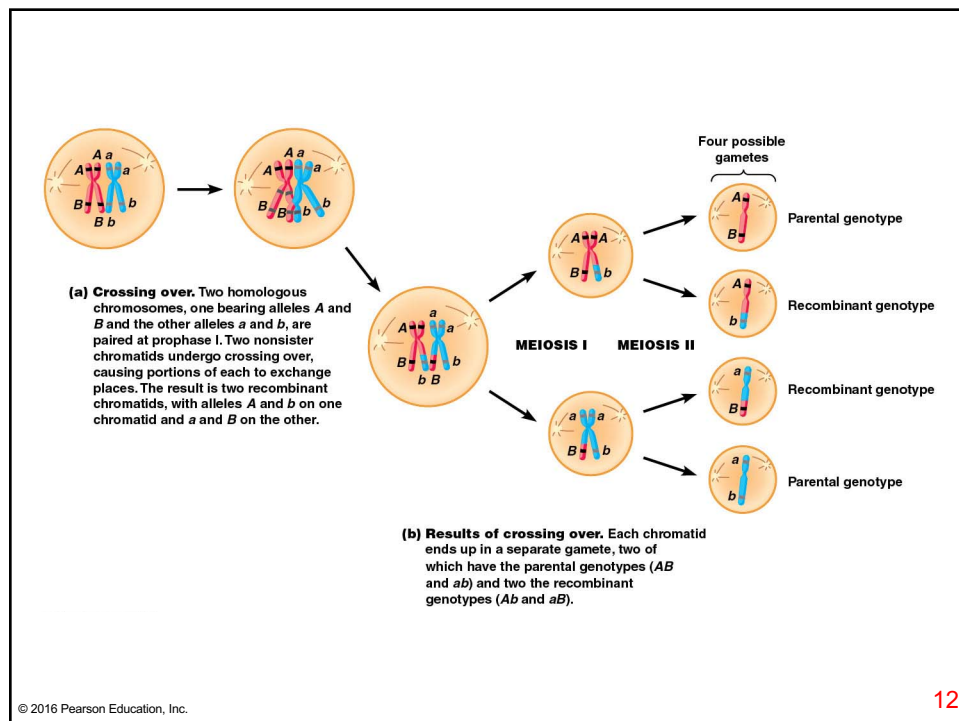 A a
A a
B b
B b
A a
A a
B b
B b
(a) Crossing over. Two homologous
chromosomes, one bearing alleles A and
B and the other alleles a and b, are
paired at prophase I. Two nonsister
chromatids undergo crossing over,
causing portions of each to exchange
places. The result is two recombinant
chromatids, with alleles A and b on one
chromatid and a and B on the other.
a
A a
B b
b B
A A
B b
MEIOSIS I MEIOSIS II
a a
B b
Four possible
gametes
A
B
Parental genotype
A
b
Recombinant genotype
a
B
Recombinant genotype
a
b
Parental genotype
(b) Results of crossing over. Each chromatid
ends up in a separate gamete, two of
which have the parental genotypes (AB
and ab) and two the recombinant
genotypes (Ab and aB).
© 2016 Pearson Education, Inc.
12